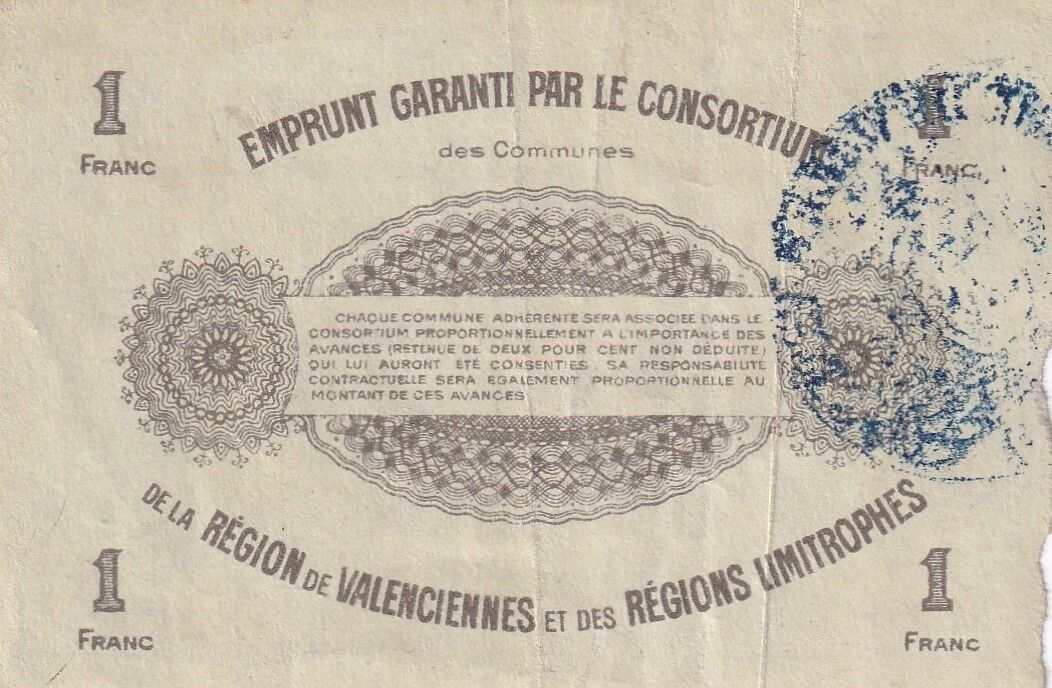 1
1
FRANC
FRANC
EMPRUNT GARANTI PAR LE CONSORTIUM
des Communes
CHAQUE COMMUNE ADHÉRENTE SERA ASSOCIÉE DANS LE
CONSORTIUM PROPORTIONNELLEMENT A L'IMPORTANCE DES
AVANCES (RETENUE DE DEUX POUR CENT NON DÉDUITE)
QUI LUI AURONT ÉTÉ CONSENTIES. SA RESPONSABILITÉ
CONTRACTUELLE SERA ÉGALEMENT PROPORTIONNELLE AU
MONTANT DE CES AVANCES
DE LA RÉGION DE VALENCIENNES ET DES RÉGIONS LIMITROPHES
1
1
FRANC
FRANC